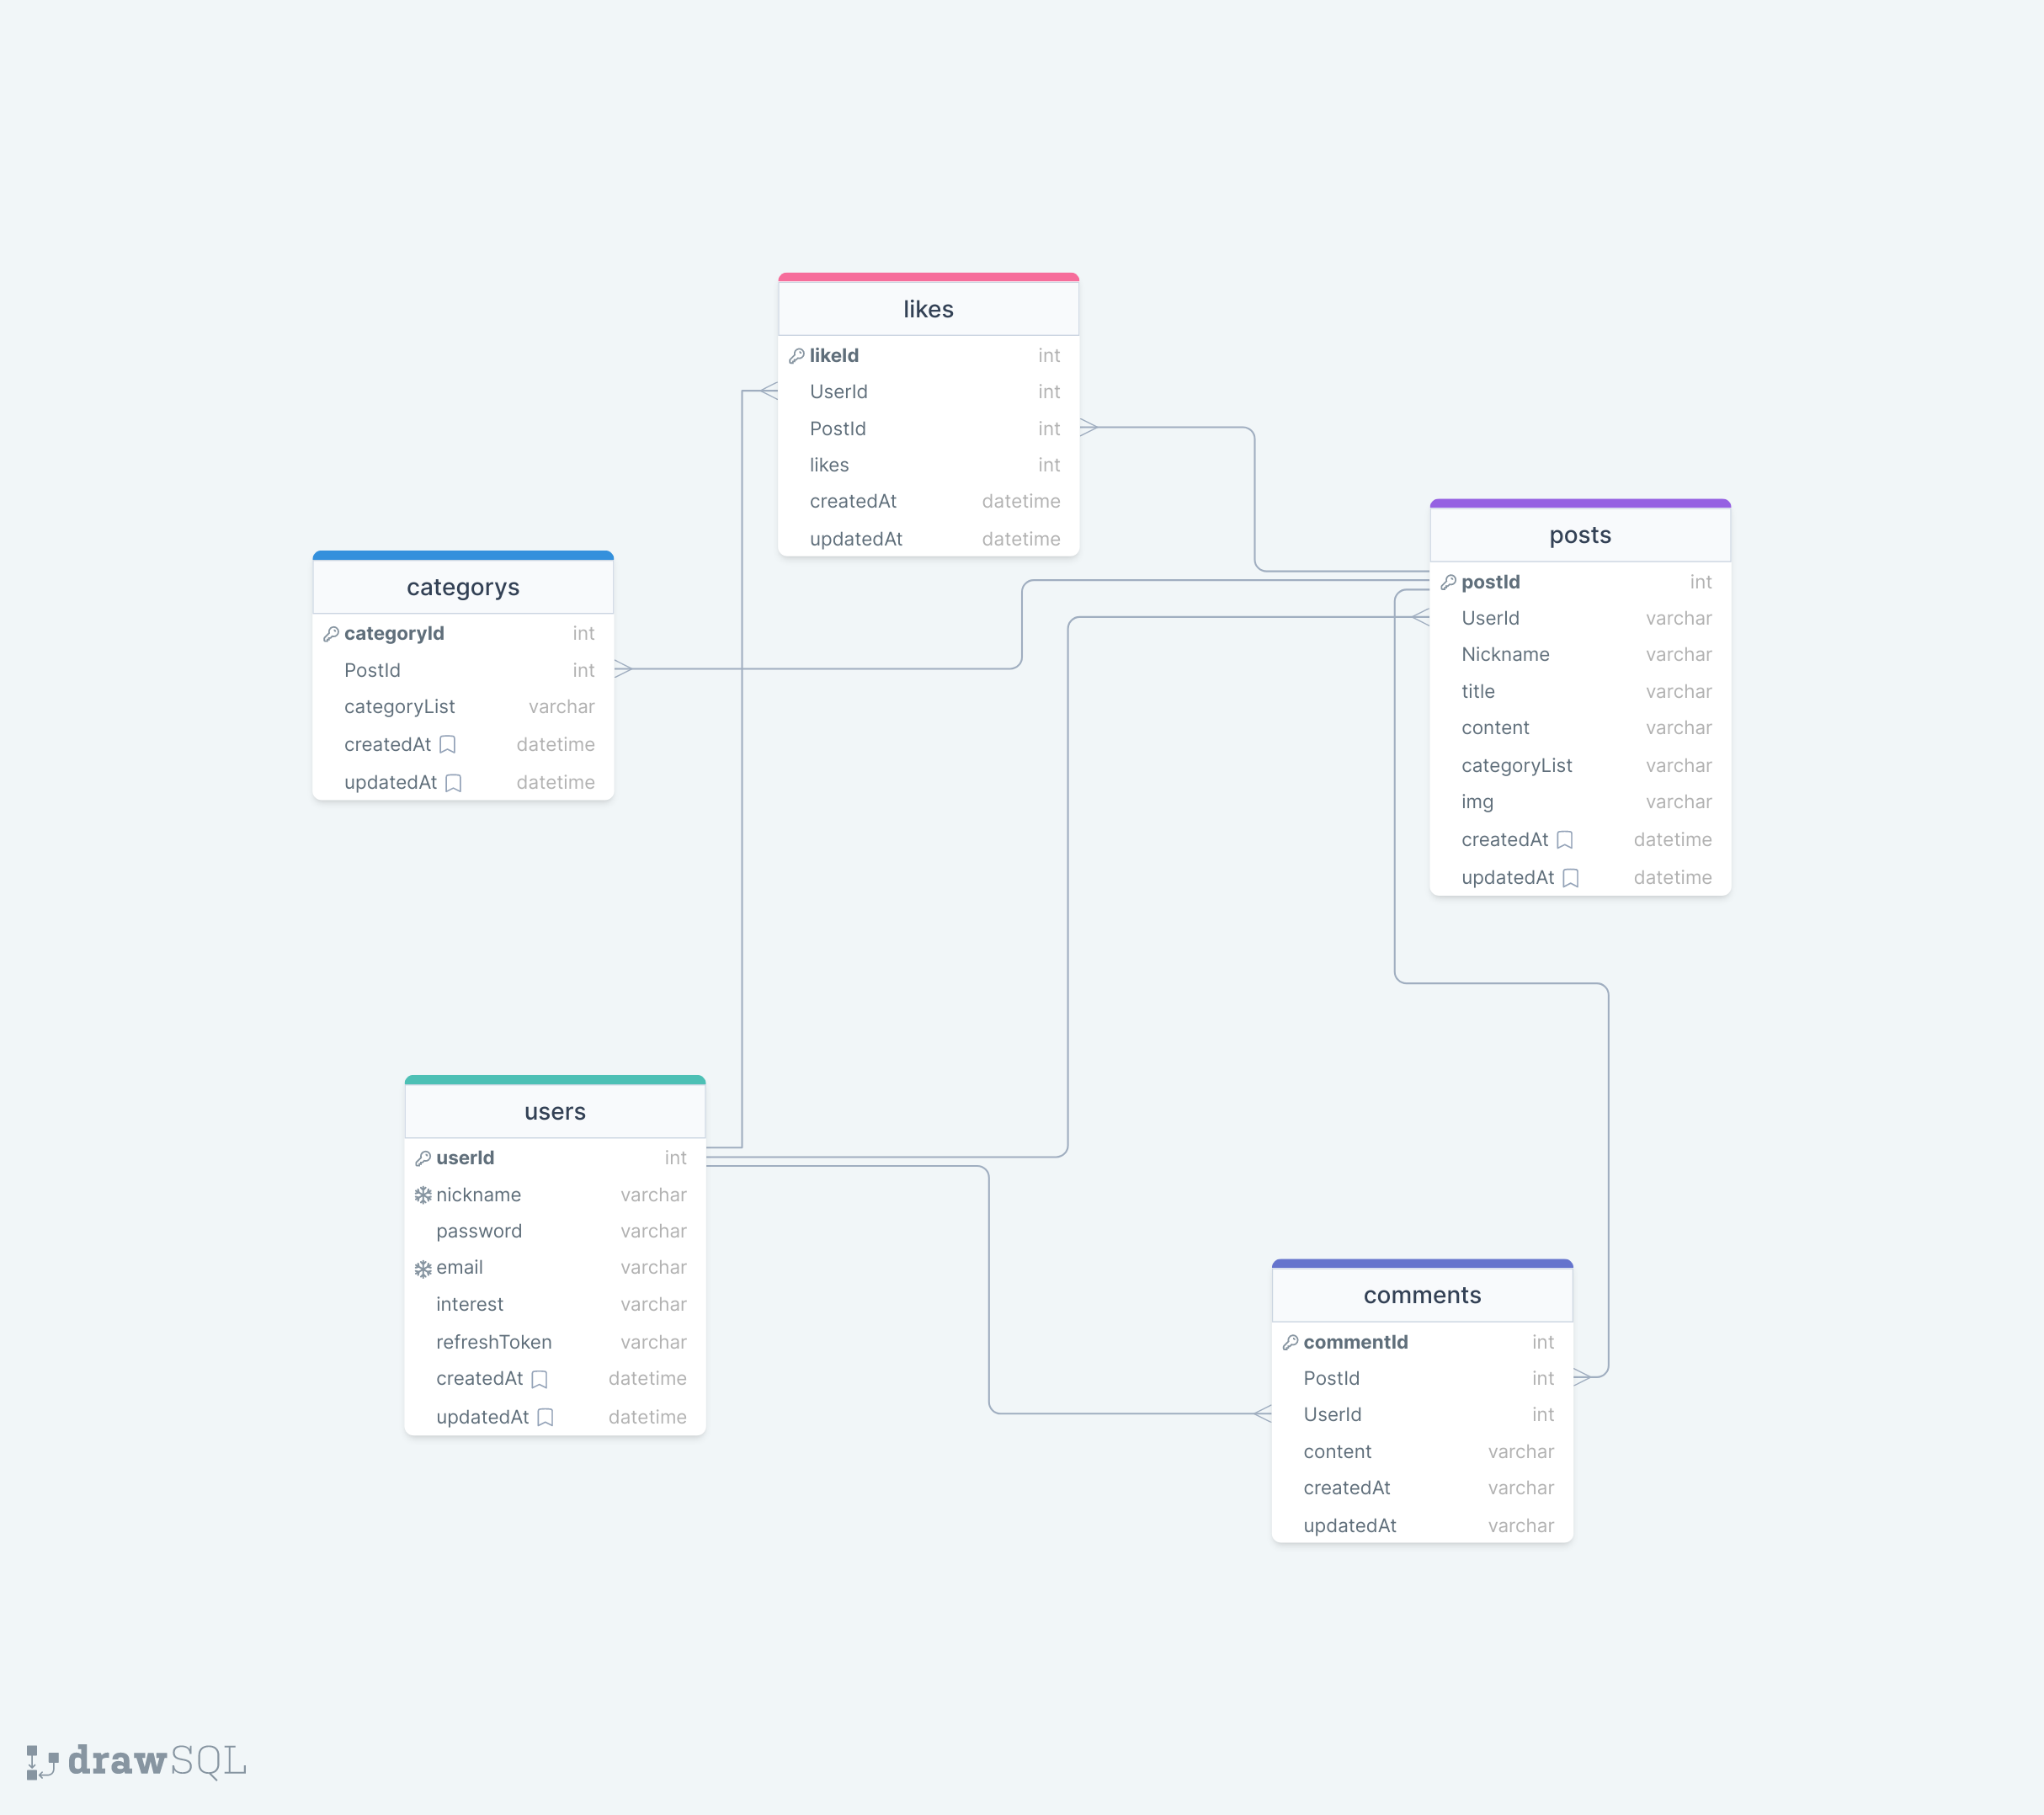 likes
likeId int
UserId int
PostId int
likes int
createdAt datetime
updatedAt datetime
posts
postId int
UserId varchar
Nickname varchar
title varchar
content varchar
categoryList varchar
img varchar
createdAt datetime
updatedAt datetime
categorys
categoryId int
PostId int
categoryList varchar
createdAt datetime
updatedAt datetime
users
userId int
nickname varchar
password varchar
email varchar
interest varchar
refreshToken varchar
createdAt datetime
updatedAt datetime
comments
commentId int
PostId int
UserId int
content varchar
createdAt varchar
updatedAt varchar
drawSQL